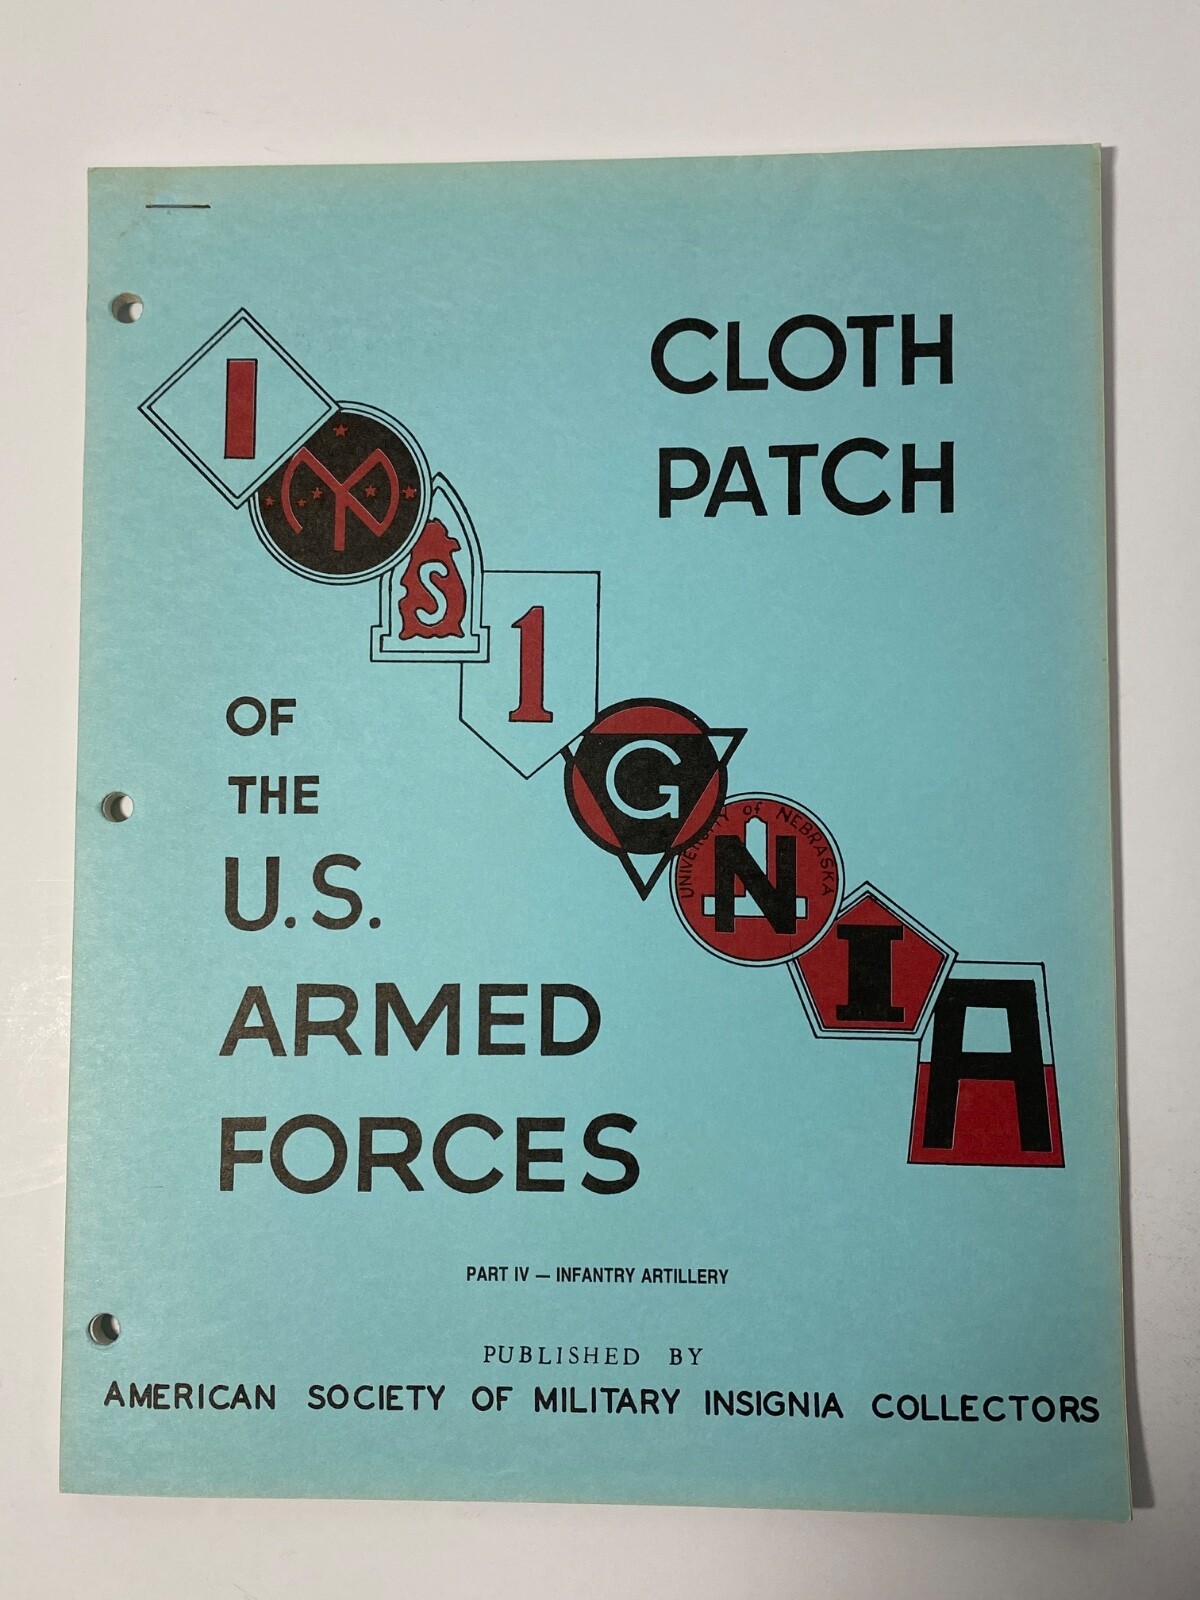 CLOTH
PATCH
I
NY
S
1
G
UNIVERSITY of NEBRASKA
N
I
A
OF
THE
U.S.
ARMED
FORCES
PART IV — INFANTRY ARTILLERY
PUBLISHED BY
AMERICAN SOCIETY OF MILITARY INSIGNIA COLLECTORS